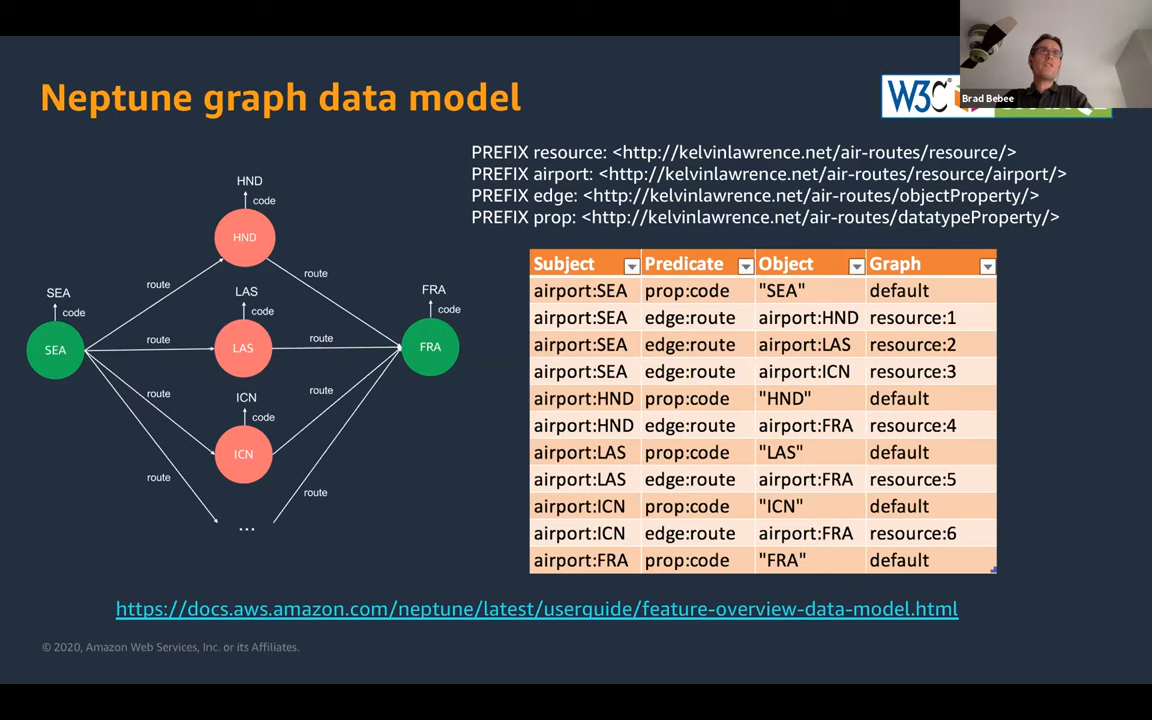 Neptune graph data model
W3C
Brad Bebee
PREFIX resource: <http://kelvinlawrence.net/air-routes/resource/>
PREFIX airport: <http://kelvinlawrence.net/air-routes/resource/airport/>
PREFIX edge: <http://kelvinlawrence.net/air-routes/objectProperty/>
PREFIX prop: <http://kelvinlawrence.net/air-routes/datatypeProperty/>
HND
code
HND
route
route
SEA
code
SEA
LAS
code
LAS
route
route
FRA
code
FRA
ICN
code
ICN
route
route
route
route
...
Subject Predicate Object Graph
airport:SEA prop:code "SEA" default
airport:SEA edge:route airport:HND resource:1
airport:SEA edge:route airport:LAS resource:2
airport:SEA edge:route airport:ICN resource:3
airport:HND prop:code "HND" default
airport:HND edge:route airport:FRA resource:4
airport:LAS prop:code "LAS" default
airport:LAS edge:route airport:FRA resource:5
airport:ICN prop:code "ICN" default
airport:ICN edge:route airport:FRA resource:6
airport:FRA prop:code "FRA" default
https://docs.aws.amazon.com/neptune/latest/userguide/feature-overview-data-model.html
© 2020, Amazon Web Services, Inc. or its Affiliates.